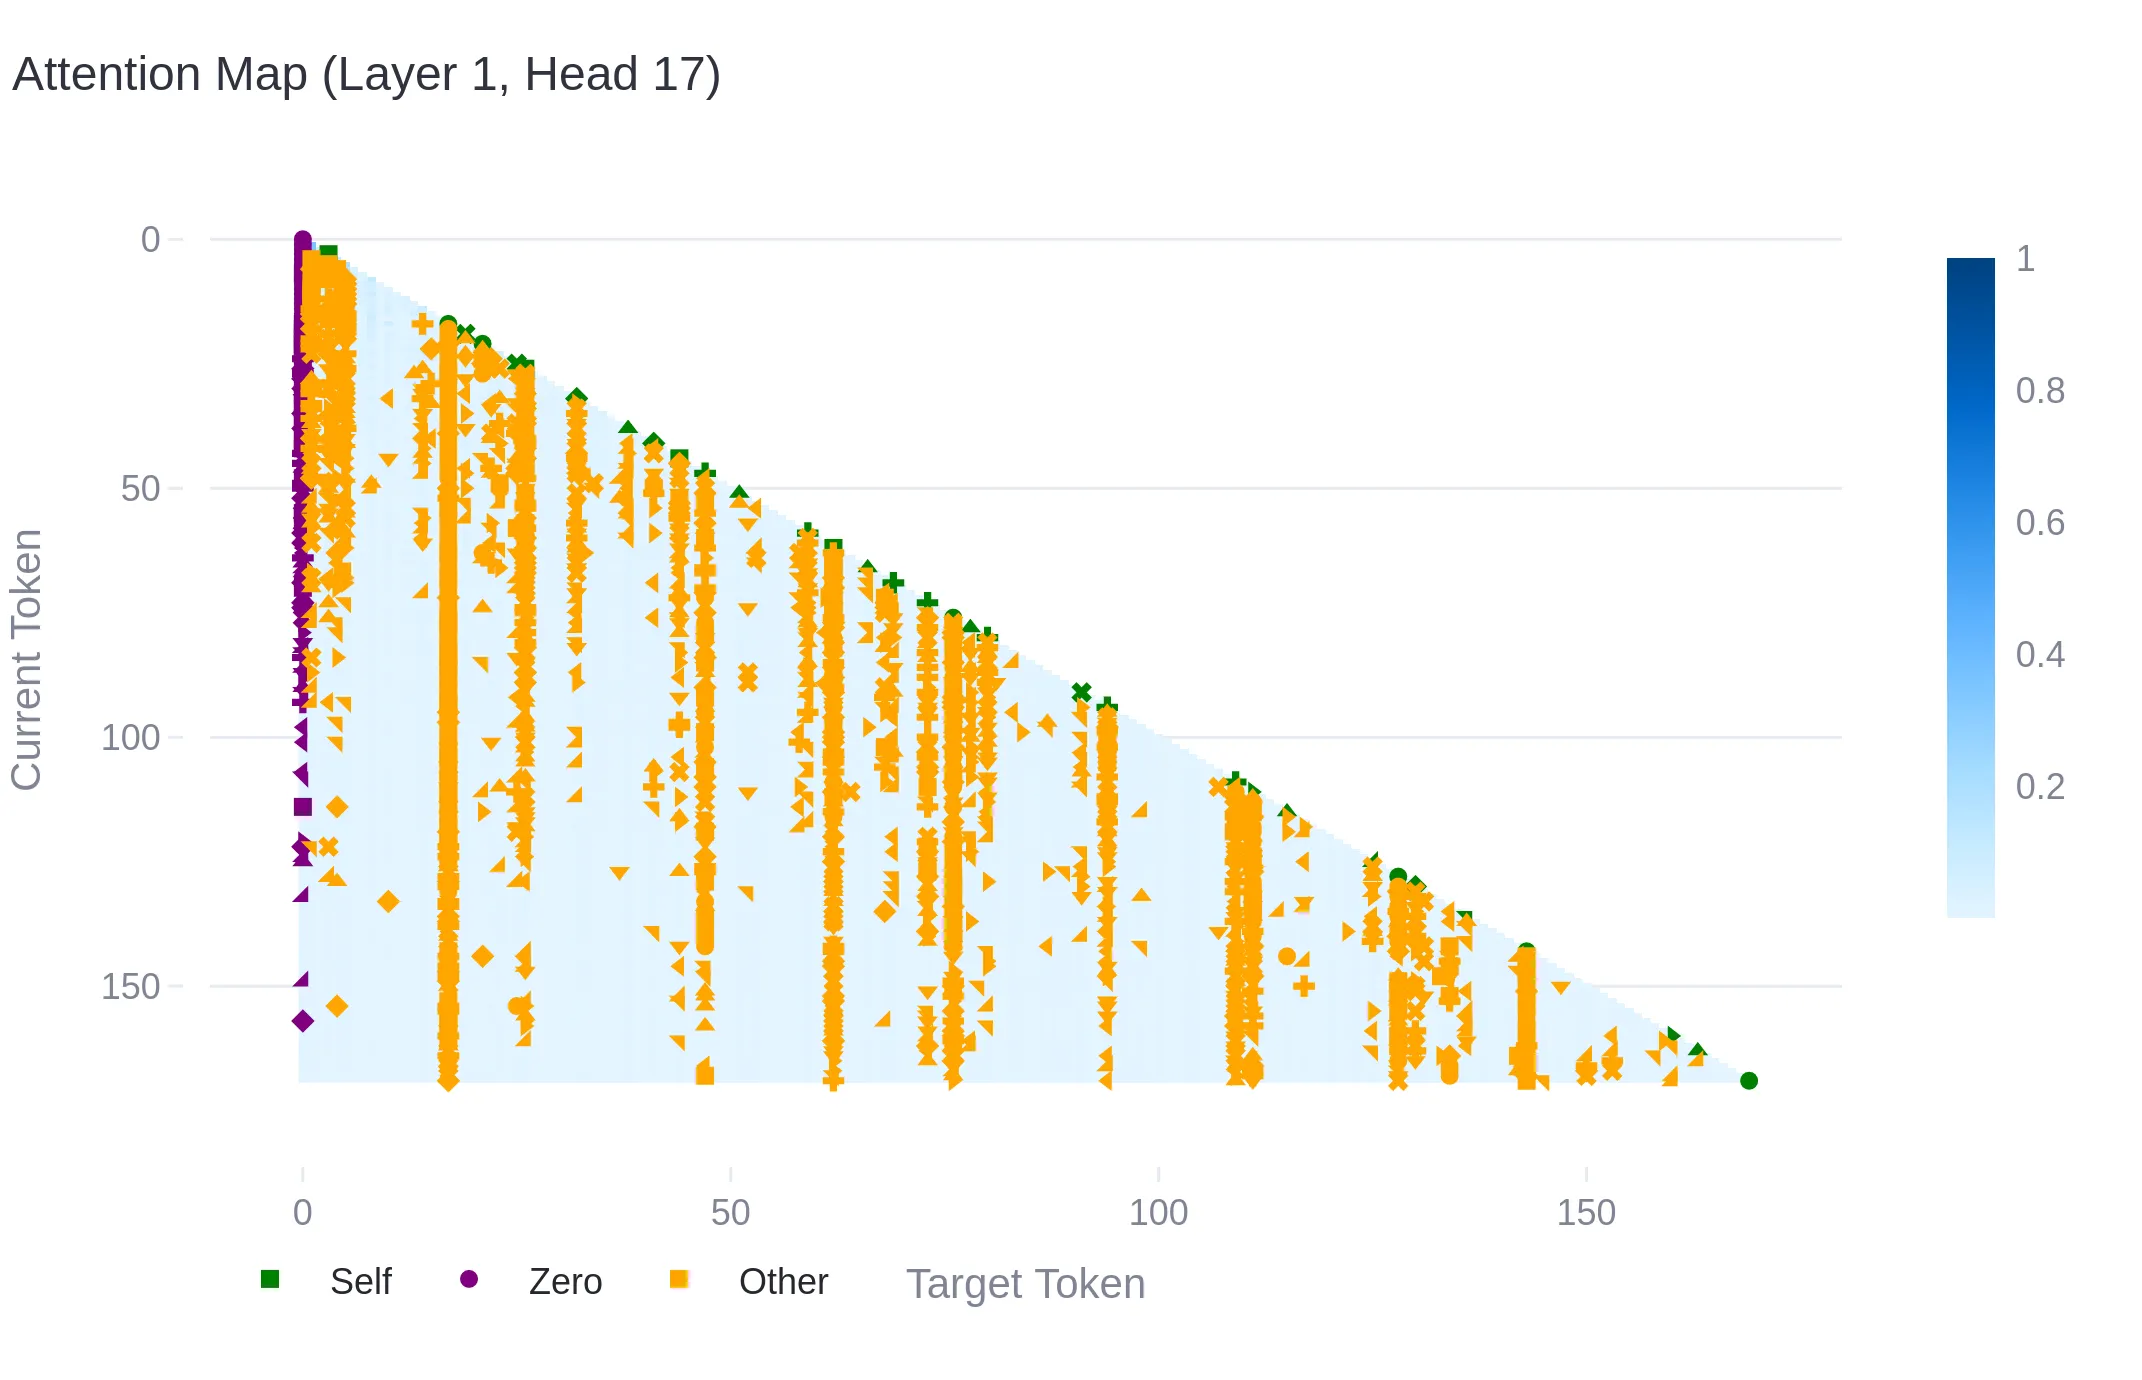 Attention Map (Layer 1, Head 17)
0
50
100
150
Current Token
1
0.8
0.6
0.4
0.2
0 50 100 150
Self Zero Other Target Token